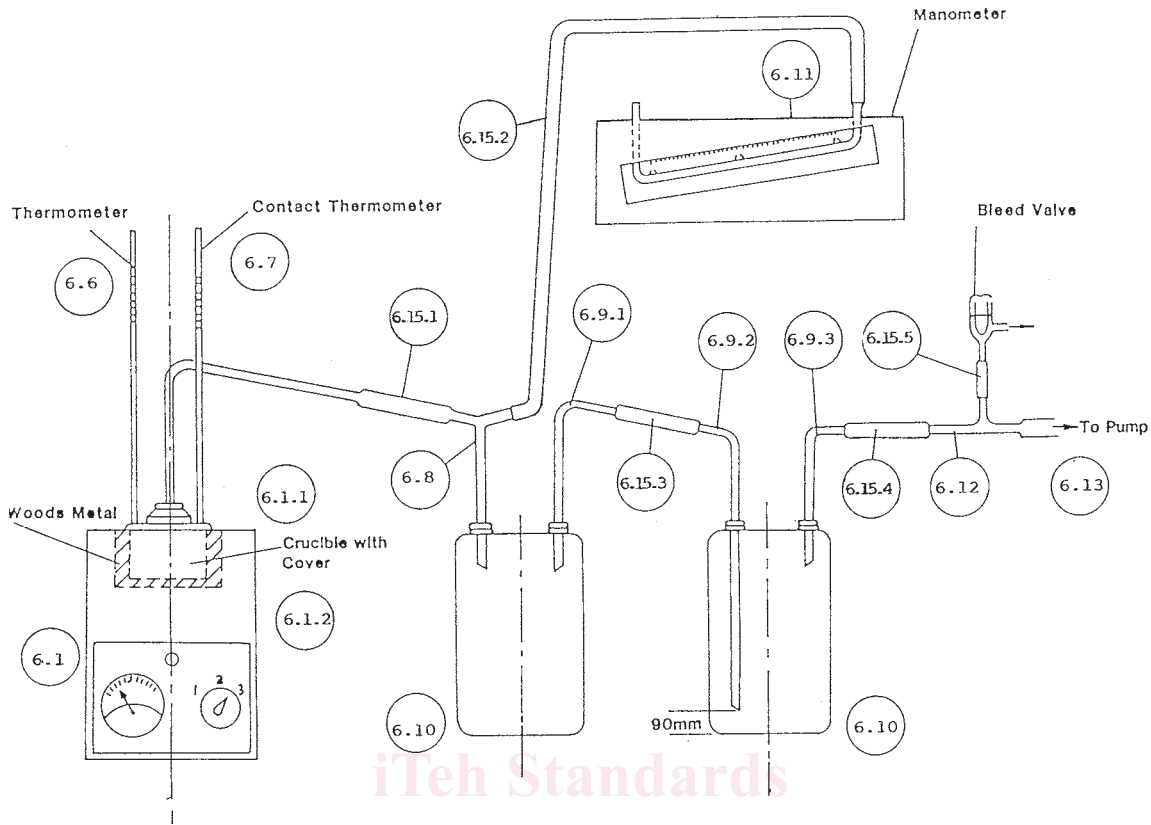 Manometer
6.11
6.15.2
Thermometer
Contact Thermometer
Bleed Valve
6.6
6.7
6.15.1
6.9.1
6.9.2
6.9.3
6.15.5
To Pump
6.8
6.15.3
6.15.4
6.12
6.13
6.1.1
Woods Metal
Crucible with
Cover
6.1.2
6.1
1
2
3
6.10
90mm
6.10
iTeh Standards